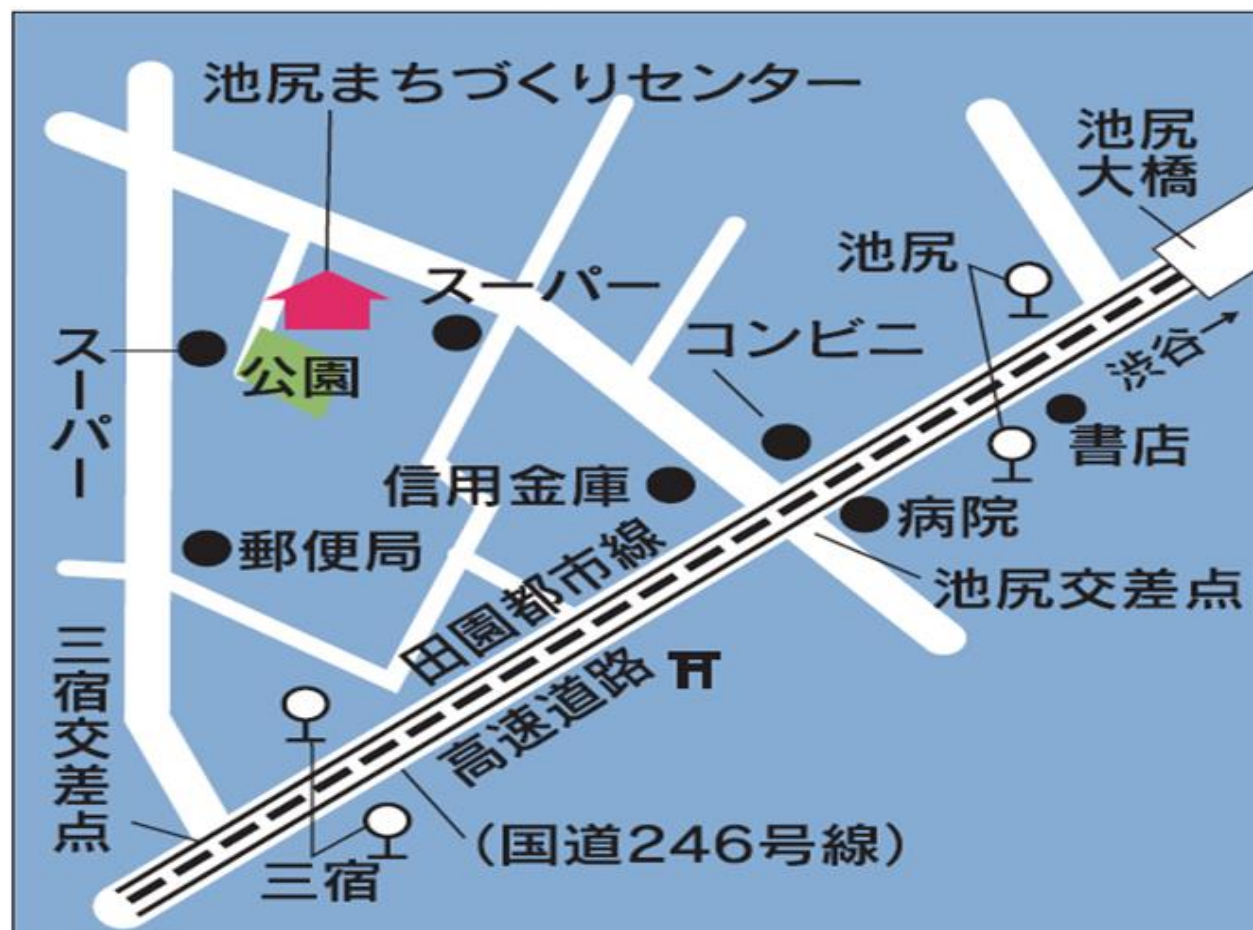 池尻まちづくりセンター
池尻
大橋
池尻
スーパー
コンビニ
渋谷→
スーパー
公園
書店
信用金庫
病院
郵便局
池尻交差点
田園都市線
高速道路
三宿交差点
(国道246号線)
三宿